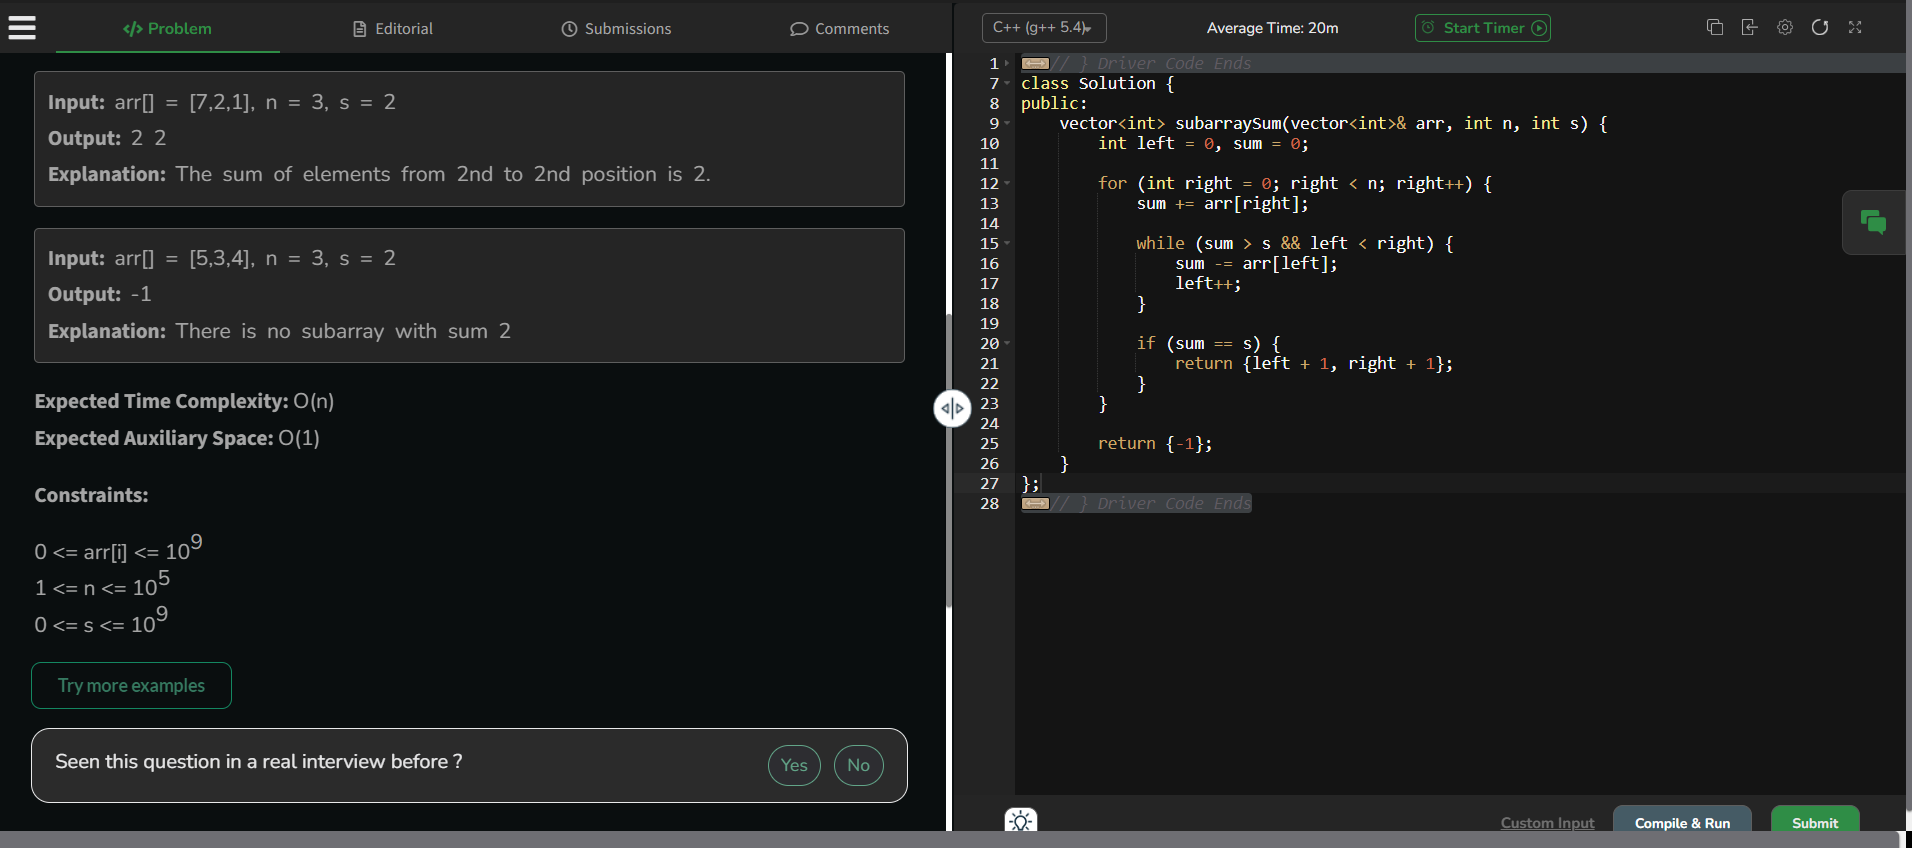 Problem
Editorial
Submissions
Comments
Input: arr[] = [7,2,1], n = 3, s = 2
Output: 2 2
Explanation: The sum of elements from 2nd to 2nd position is 2.
Input: arr[] = [5,3,4], n = 3, s = 2
Output: -1
Explanation: There is no subarray with sum 2
Expected Time Complexity: O(n)
Expected Auxiliary Space: O(1)
Constraints:
0 <= arr[i] <= 10^9
1 <= n <= 10^5
0 <= s <= 10^9
Try more examples
Seen this question in a real interview before ?
Yes
No
C++ (g++ 5.4)
Average Time: 20m
Start Timer
1 // } Driver Code Ends
7 class Solution {
8 public:
9     vector<int> subarraySum(vector<int>& arr, int n, int s) {
10         int left = 0, sum = 0;
11
12         for (int right = 0; right < n; right++) {
13             sum += arr[right];
14
15             while (sum > s && left < right) {
16                 sum -= arr[left];
17                 left++;
18             }
19
20             if (sum == s) {
21                 return {left + 1, right + 1};
22             }
23         }
24
25         return {-1};
26     }
27 };
28 // } Driver Code Ends
Custom Input
Compile & Run
Submit